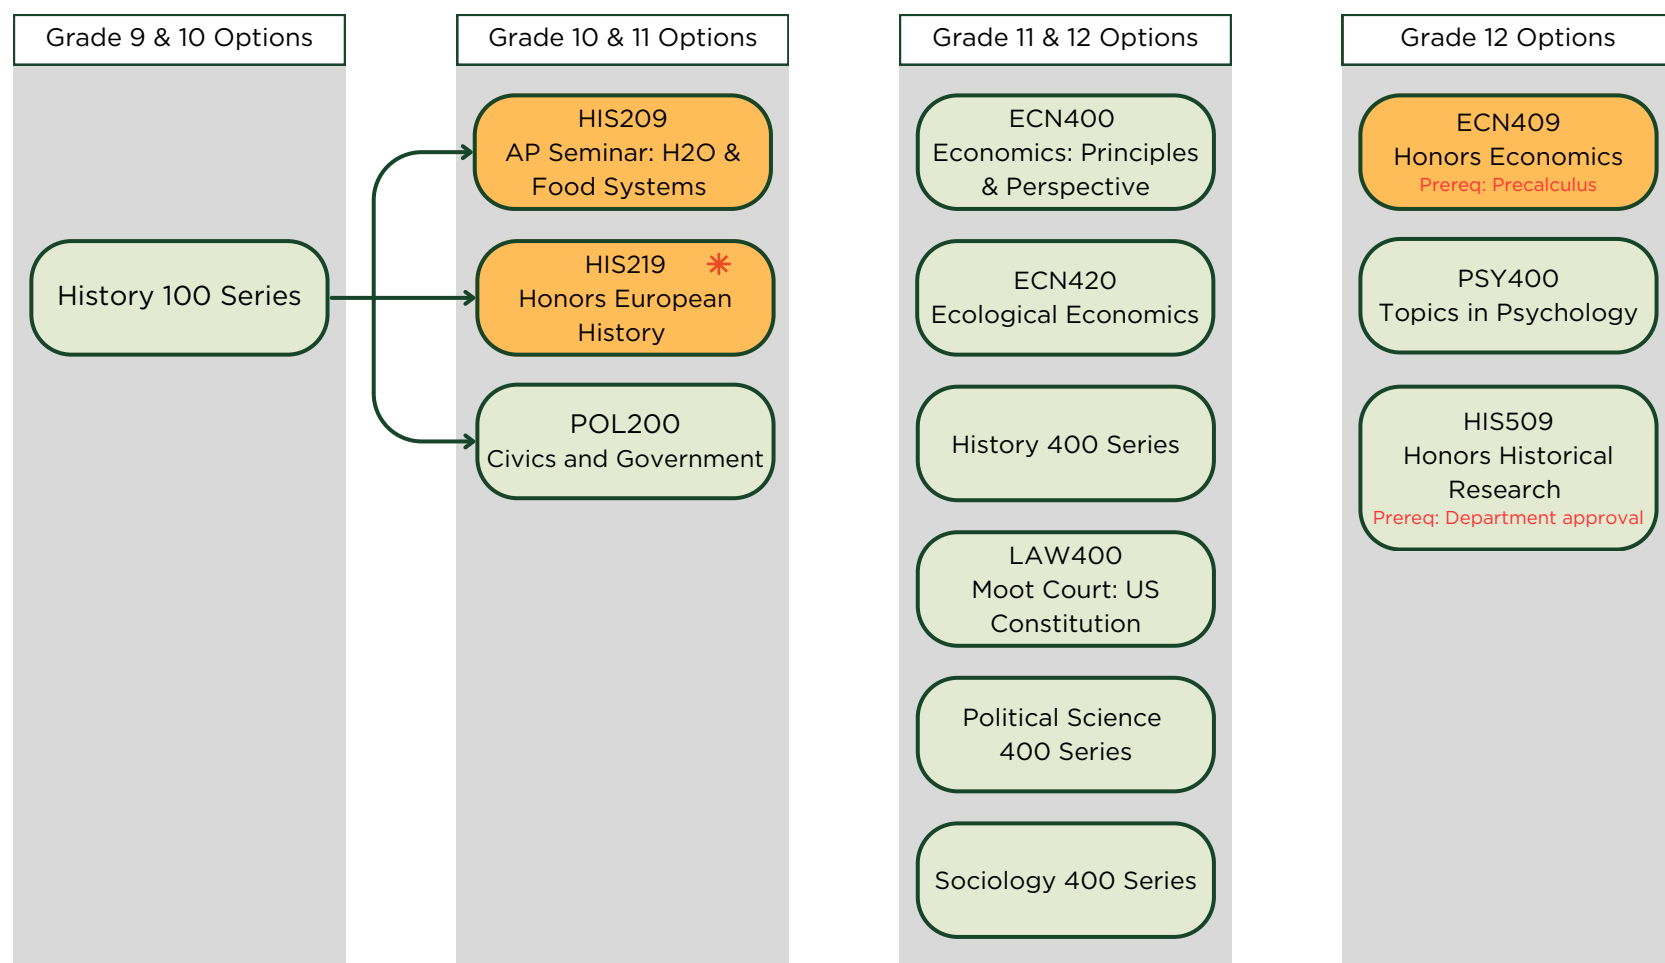 Grade 9 & 10 Options
History 100 Series
Grade 10 & 11 Options
HIS209
AP Seminar: H2O &
Food Systems
HIS219
Honors European
History
POL200
Civics and Government
Grade 11 & 12 Options
ECN400
Economics: Principles
& Perspective
ECN420
Ecological Economics
History 400 Series
LAW400
Moot Court: US
Constitution
Political Science
400 Series
Sociology 400 Series
Grade 12 Options
ECN409
Honors Economics
Prereq: Precalculus
PSY400
Topics in Psychology
HIS509
Honors Historical
Research
Prereq: Department approval